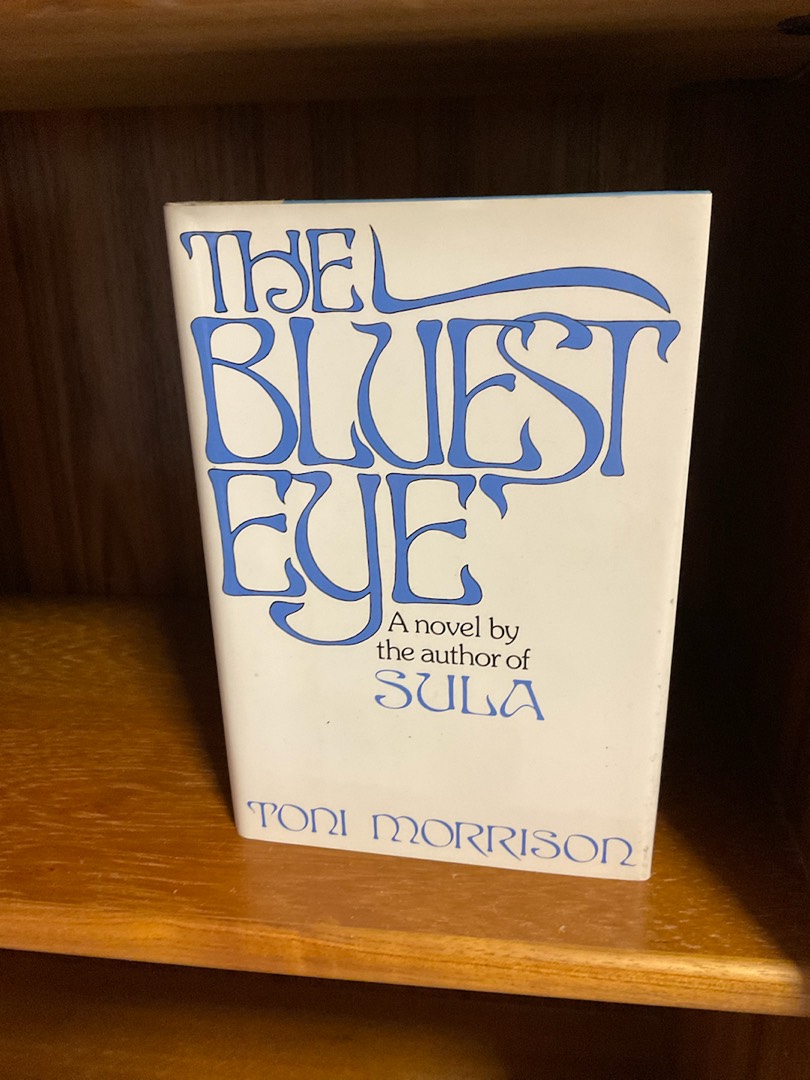 THE
BLUEST
EYE
A novel by
the author of
SULA
TONI MORRISON